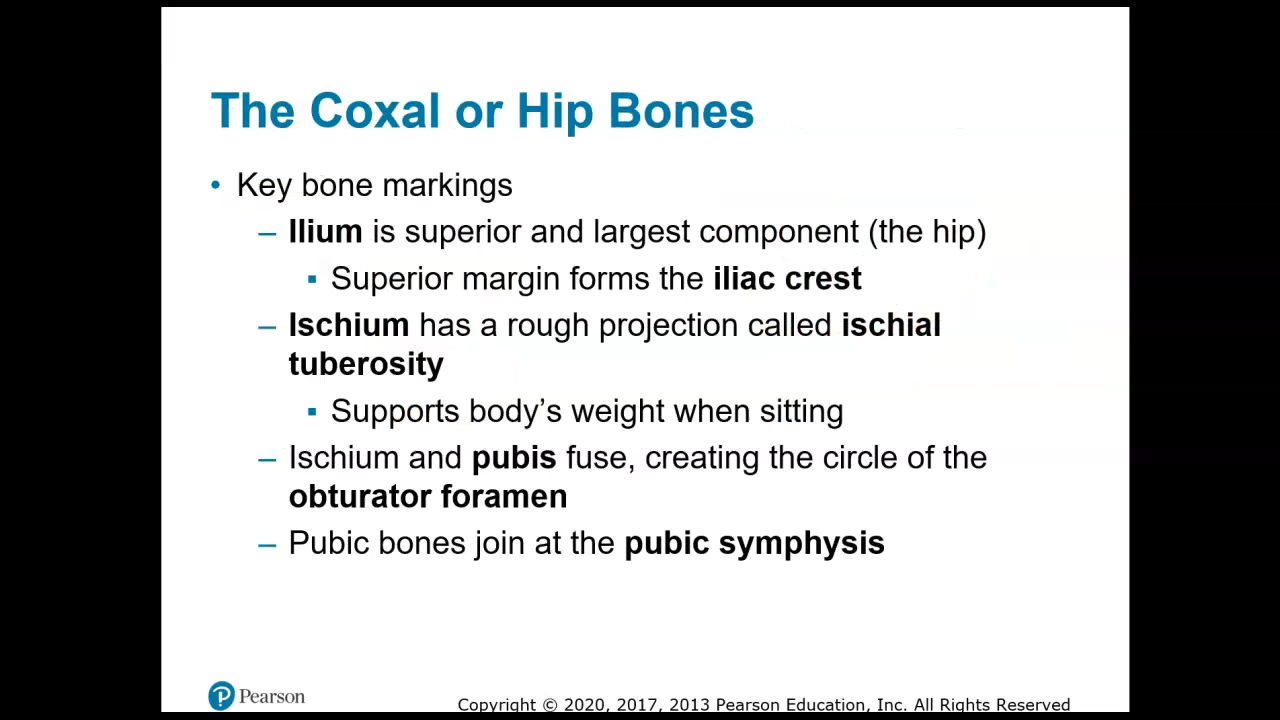 The Coxal or Hip Bones
• Key bone markings
– Ilium is superior and largest component (the hip)
▪ Superior margin forms the iliac crest
– Ischium has a rough projection called ischial
tuberosity
▪ Supports body’s weight when sitting
– Ischium and pubis fuse, creating the circle of the
obturator foramen
– Pubic bones join at the pubic symphysis
P Pearson
Copyright © 2020, 2017, 2013 Pearson Education, Inc. All Rights Reserved